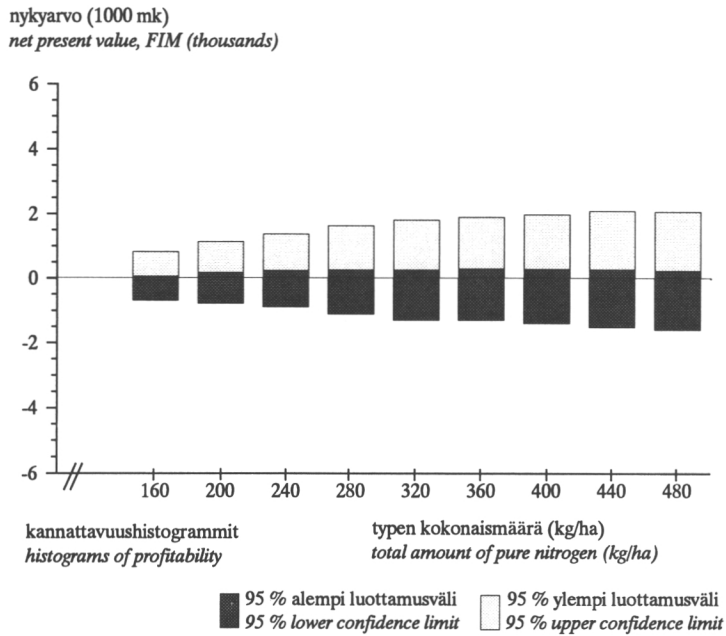 nykyarvo (1000 mk)
net present value, FIM (thousands)
6
4
2
0
-2
-4
-6
160 200 240 280 320 360 400 440 480
kannattavuushistogrammit
histograms of profitability
typen kokonaismäärä (kg/ha)
total amount of pure nitrogen (kg/ha)
95 % alempi luottamusväli
95 % lower confidence limit
95 % ylempi luottamusväli
95 % upper confidence limit